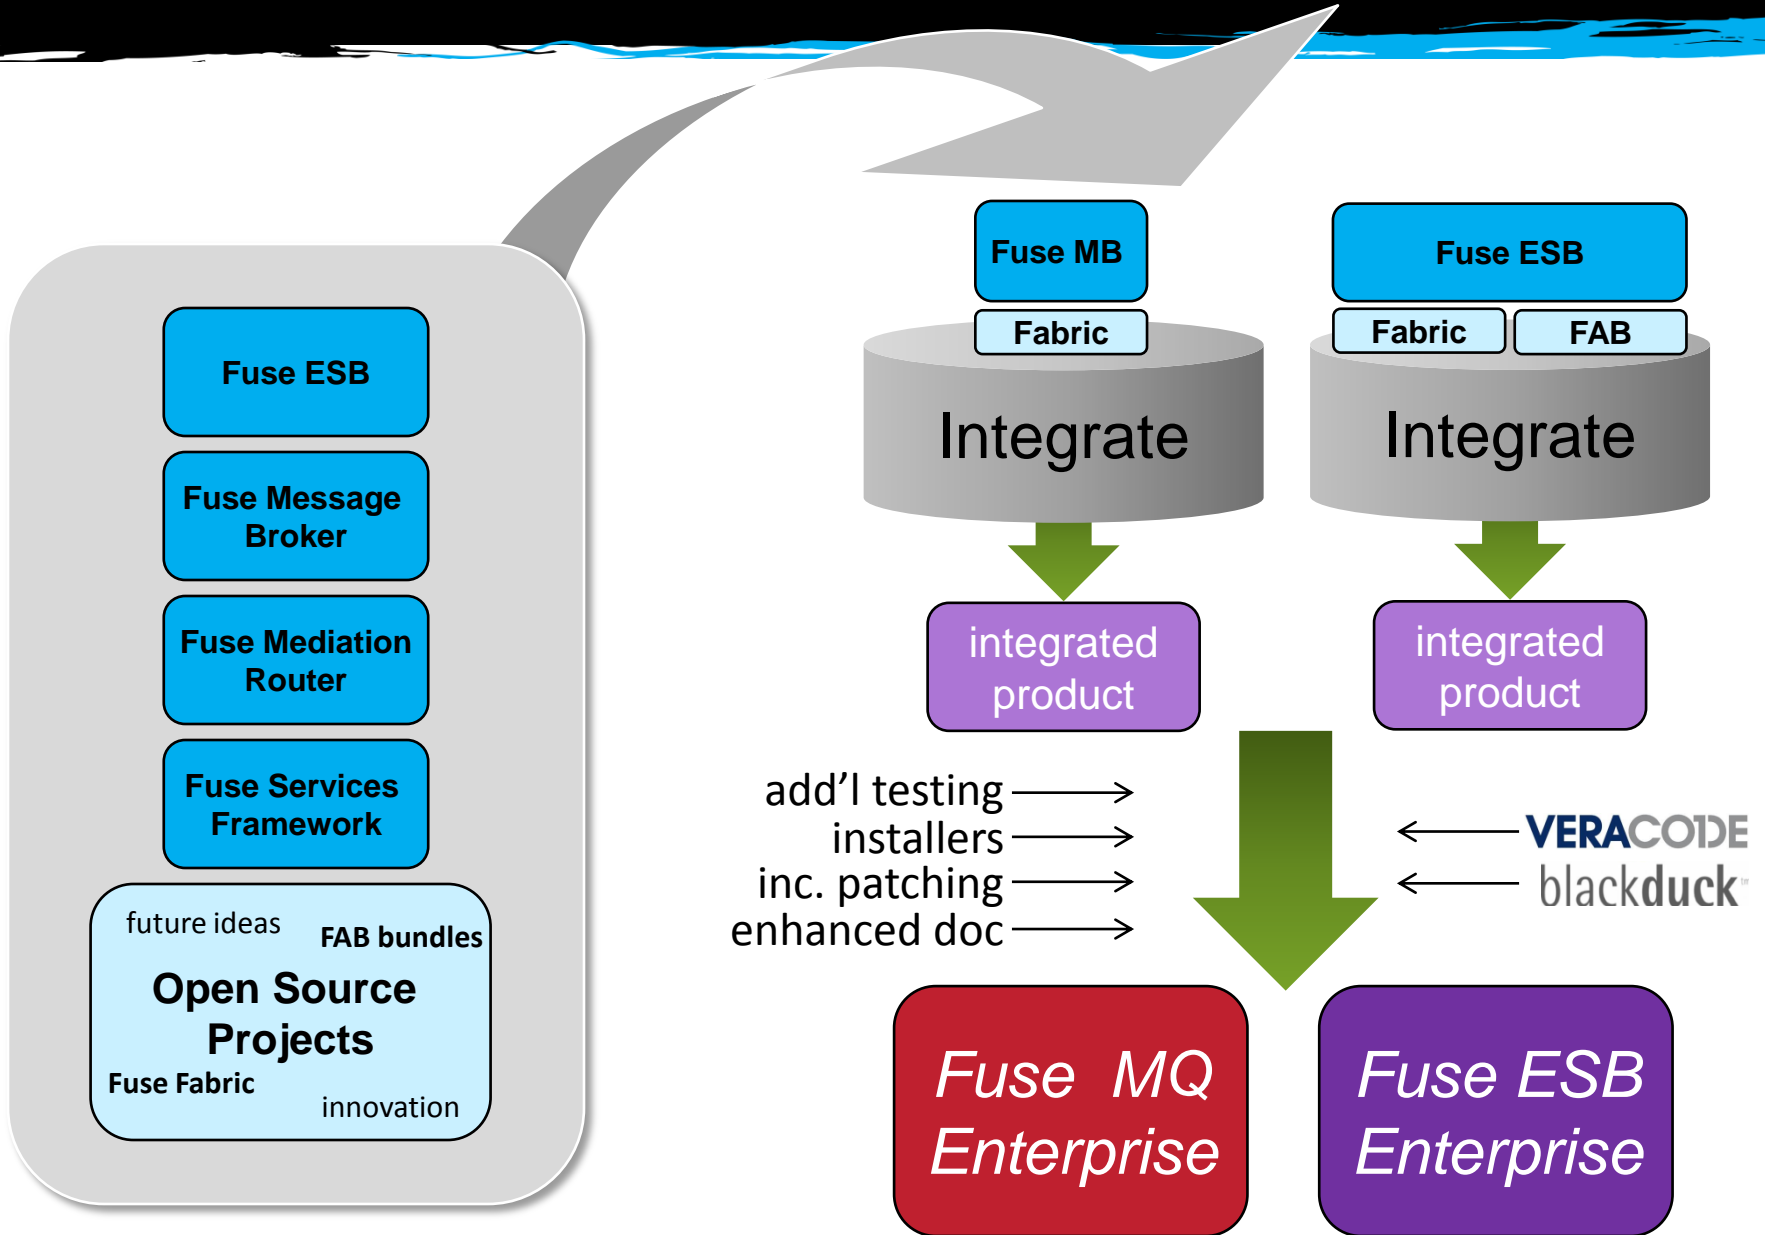 Fuse ESB
Fuse Message
Broker
Fuse Mediation
Router
Fuse Services
Framework
future ideas
FAB bundles
Open Source
Projects
Fuse Fabric
innovation
Fuse MB
Fabric
Integrate
integrated
product
Fuse ESB
Fabric
FAB
Integrate
integrated
product
add'l testing
installers
inc. patching
enhanced doc
VERACODE
blackduck™
Fuse MQ
Enterprise
Fuse ESB
Enterprise